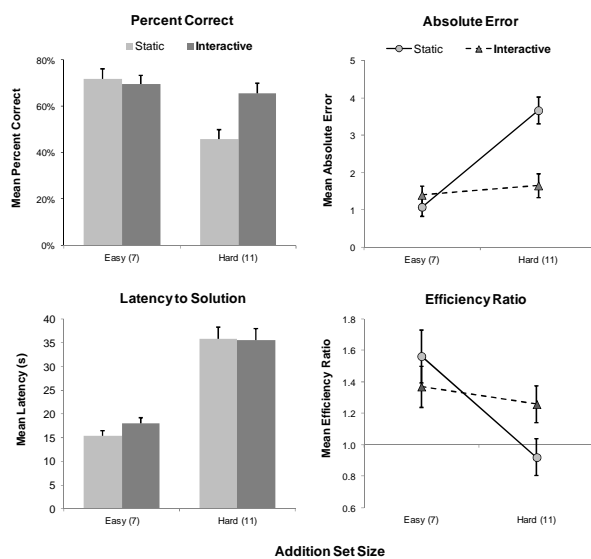 Percent Correct
Static Interactive
Mean Percent Correct
80%
60%
40%
20%
0%
Easy (7) Hard (11)
Absolute Error
Static Interactive
Mean Absolute Error
5
4
3
2
1
0
Easy (7) Hard (11)
Latency to Solution
Mean Latency (s)
40
35
30
25
20
15
10
5
0
Easy (7) Hard (11)
Efficiency Ratio
Mean Efficiency Ratio
1.8
1.6
1.4
1.2
1.0
0.8
0.6
Easy (7) Hard (11)
Addition Set Size